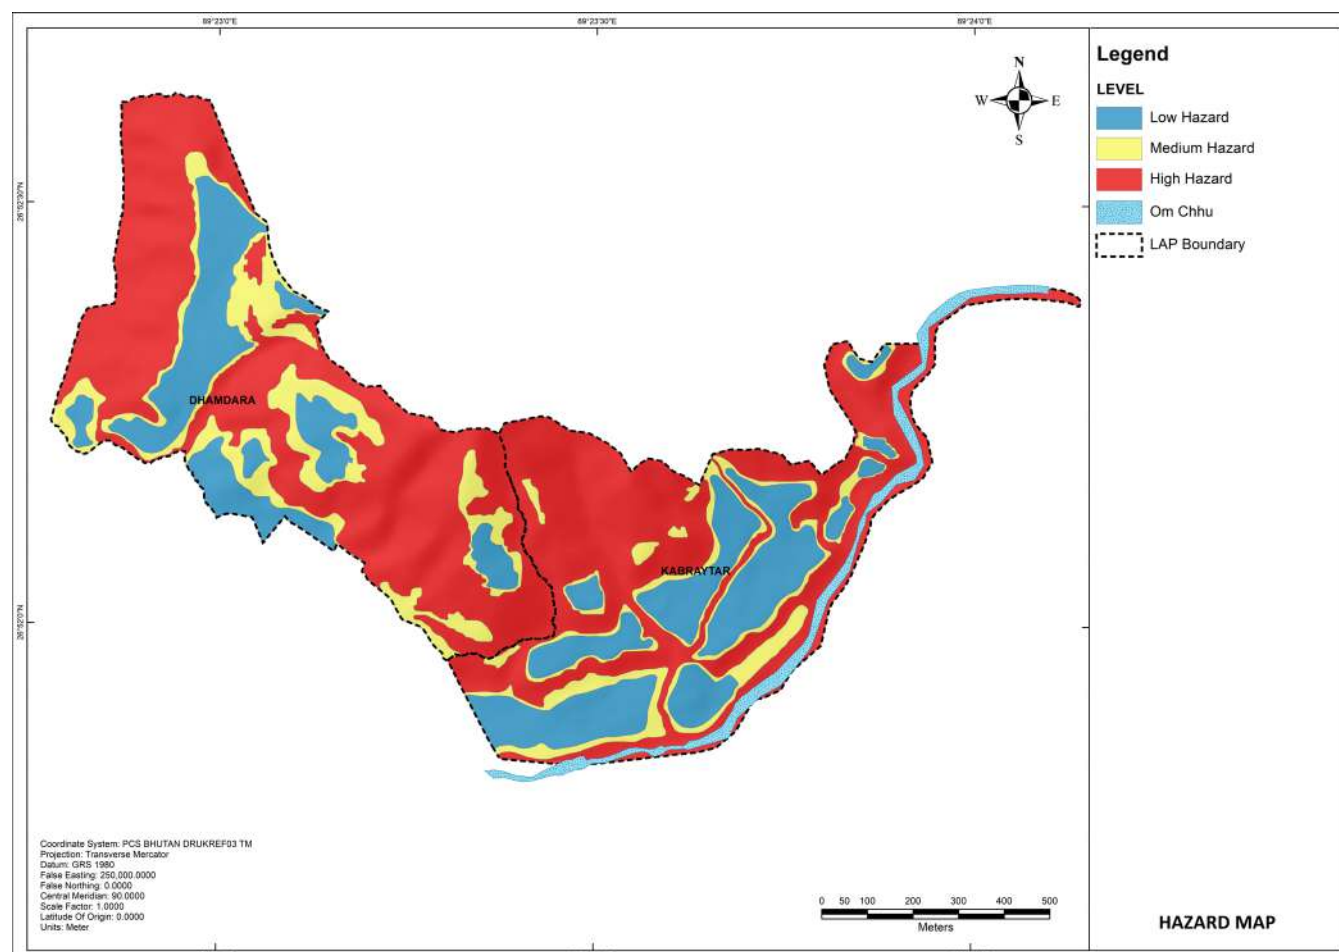 89°23'0"E
89°23'30"E
89°24'0"E
N
W E
S
26°52'30"N
26°52'0"N
DHAMDARA
KABRAYTAR
Legend
LEVEL
Low Hazard
Medium Hazard
High Hazard
Om Chhu
LAP Boundary
Coordinate System: PCS BHUTAN DRUKREF03 TM
Projection: Transverse Mercator
Datum: GRS 1980
False Easting: 250,000.0000
False Northing: 0.0000
Central Meridian: 90.0000
Scale Factor: 1.0000
Latitude Of Origin: 0.0000
Units: Meter
0 50 100 200 300 400 500
Meters
HAZARD MAP